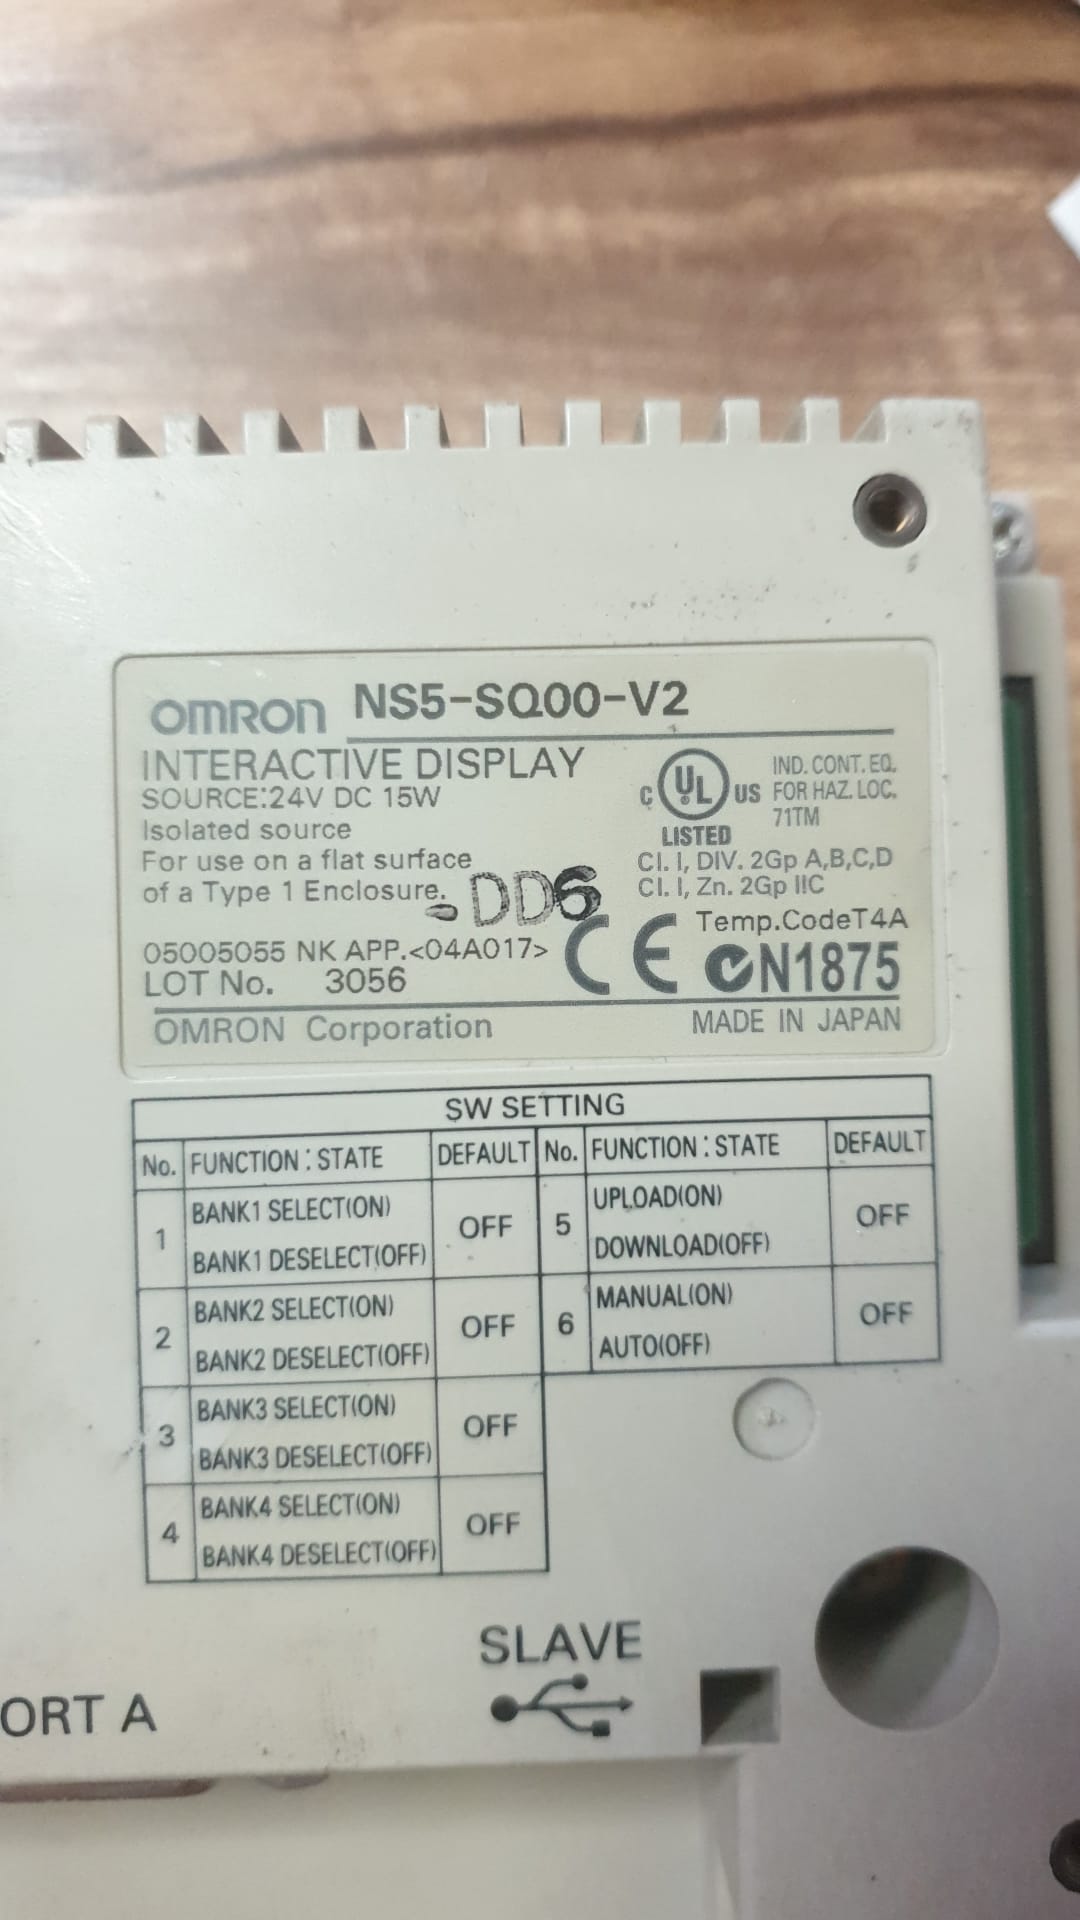 OMRON NS5-SQ00-V2
INTERACTIVE DISPLAY
SOURCE:24V DC 15W
Isolated source
For use on a flat surface
of a Type 1 Enclosure.
C UL US
LISTED
IND. CONT. EQ.
FOR HAZ. LOC.
71TM
Cl. I, DIV. 2Gp A,B,C,D
Cl. I, Zn. 2Gp IIC
Temp.CodeT4A
DD6
05005055 NK APP.<04A017>
CE N1875
LOT No. 3056
OMRON Corporation MADE IN JAPAN
SW SETTING
No. FUNCTION : STATE DEFAULT No. FUNCTION : STATE DEFAULT
1 BANK1 SELECT(ON)
BANK1 DESELECT(OFF) OFF
5 UPLOAD(ON)
DOWNLOAD(OFF) OFF
2 BANK2 SELECT(ON)
BANK2 DESELECT(OFF) OFF
6 MANUAL(ON)
AUTO(OFF) OFF
3 BANK3 SELECT(ON)
BANK3 DESELECT(OFF) OFF
4 BANK4 SELECT(ON)
BANK4 DESELECT(OFF) OFF
SLAVE
ORT A